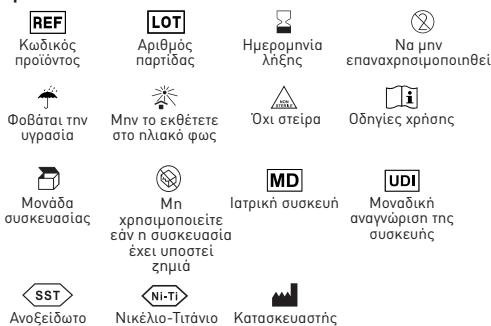 REF
Κωδικός
προϊόντος
LOT
Αριθμός
παρτίδας
Ημερομηνία
λήξης
2
Να μην
επαναχρησιμοποιηθεί
Φοβάται την
υγρασία
Μην το εκθέτετε
στο ηλιακό φως
NON
STERILE
Όχι στείρα
i
Οδηγίες χρήσης
Μονάδα
συσκευασίας
Μη
χρησιμοποιείτε
εάν η συσκευασία
έχει υποστεί
ζημιά
MD
Ιατρική συσκευή
UDI
Μοναδική
αναγνώριση της
συσκευής
SST
Ανοξείδωτο
Ni-Ti
Νικέλιο-Τιτάνιο
Κατασκευαστής